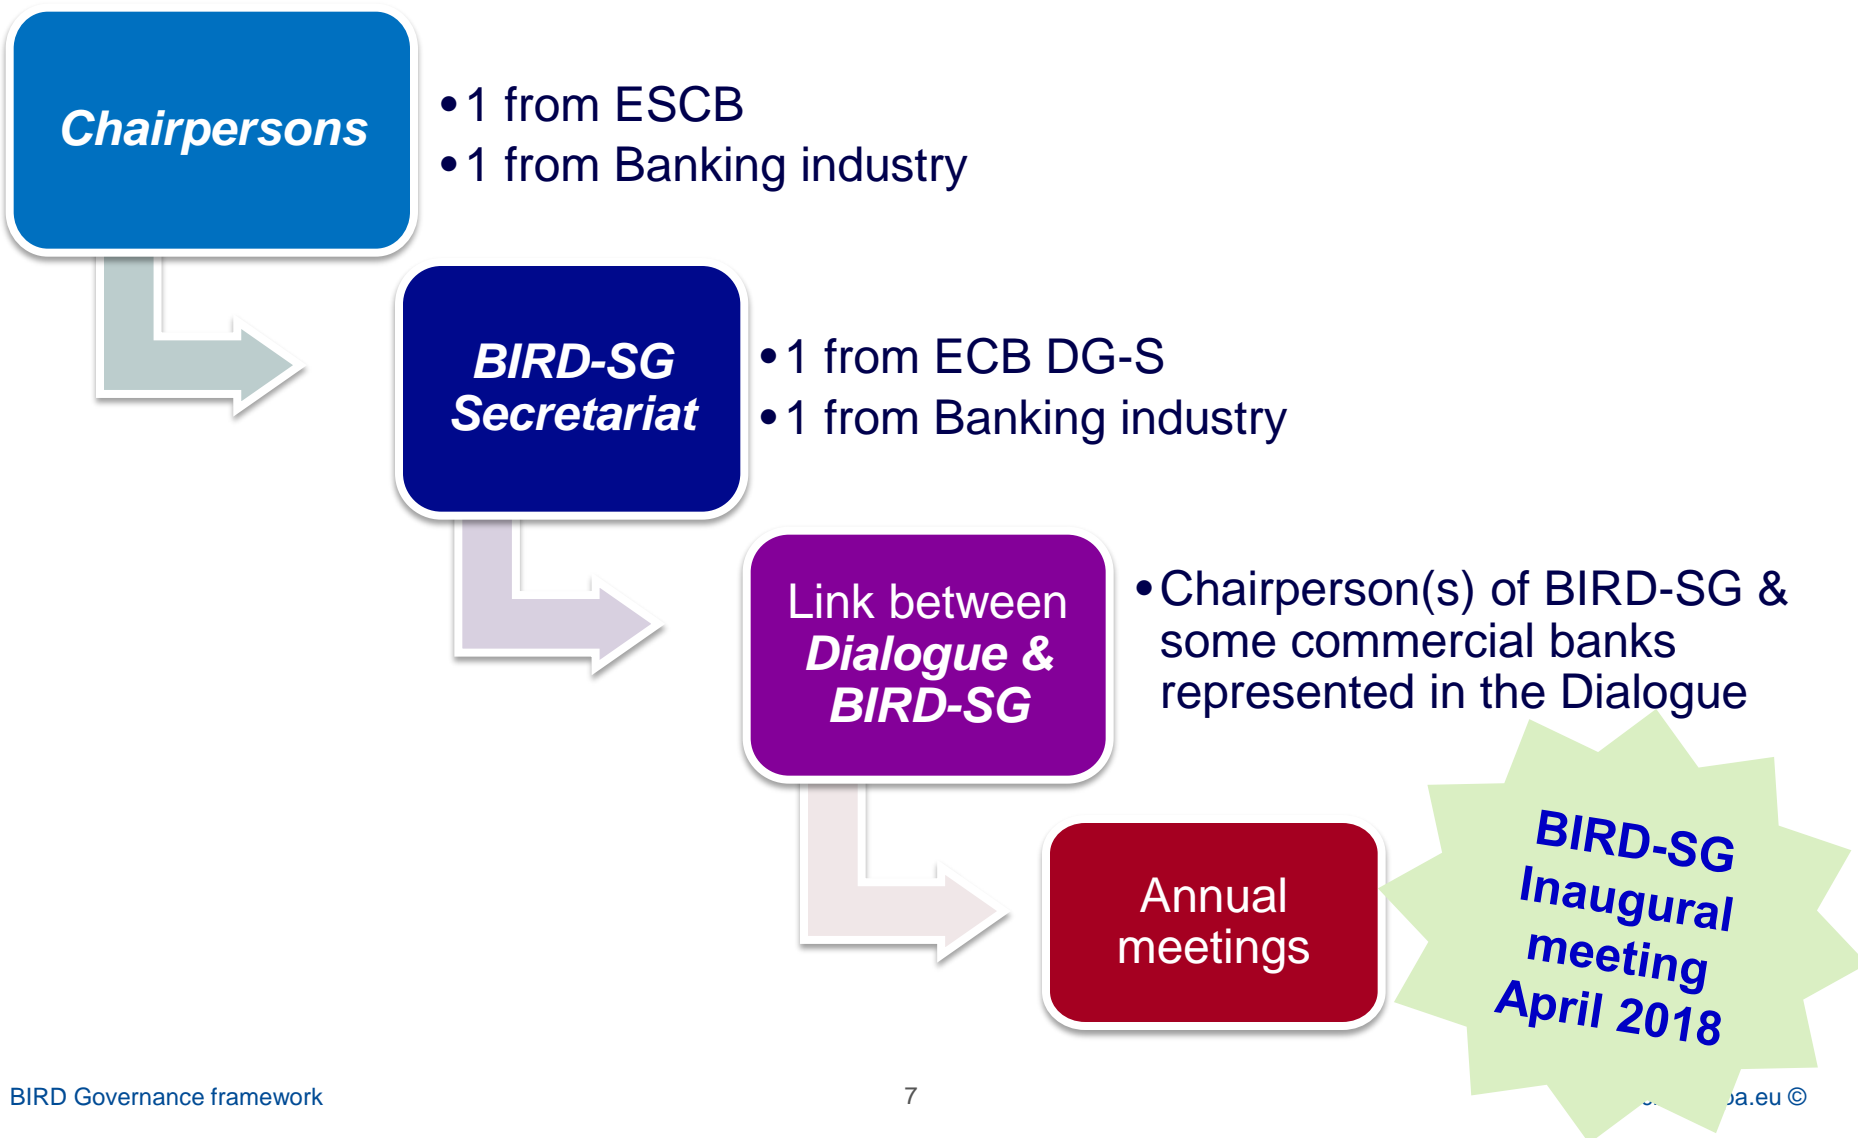 Chairpersons
•1 from ESCB
•1 from Banking industry
BIRD-SG
Secretariat
•1 from ECB DG-S
•1 from Banking industry
Link between
Dialogue &
BIRD-SG
•Chairperson(s) of BIRD-SG &
some commercial banks
represented in the Dialogue
Annual
meetings
BIRD-SG
Inaugural
meeting
April 2018
BIRD Governance framework
7
pa.eu ©